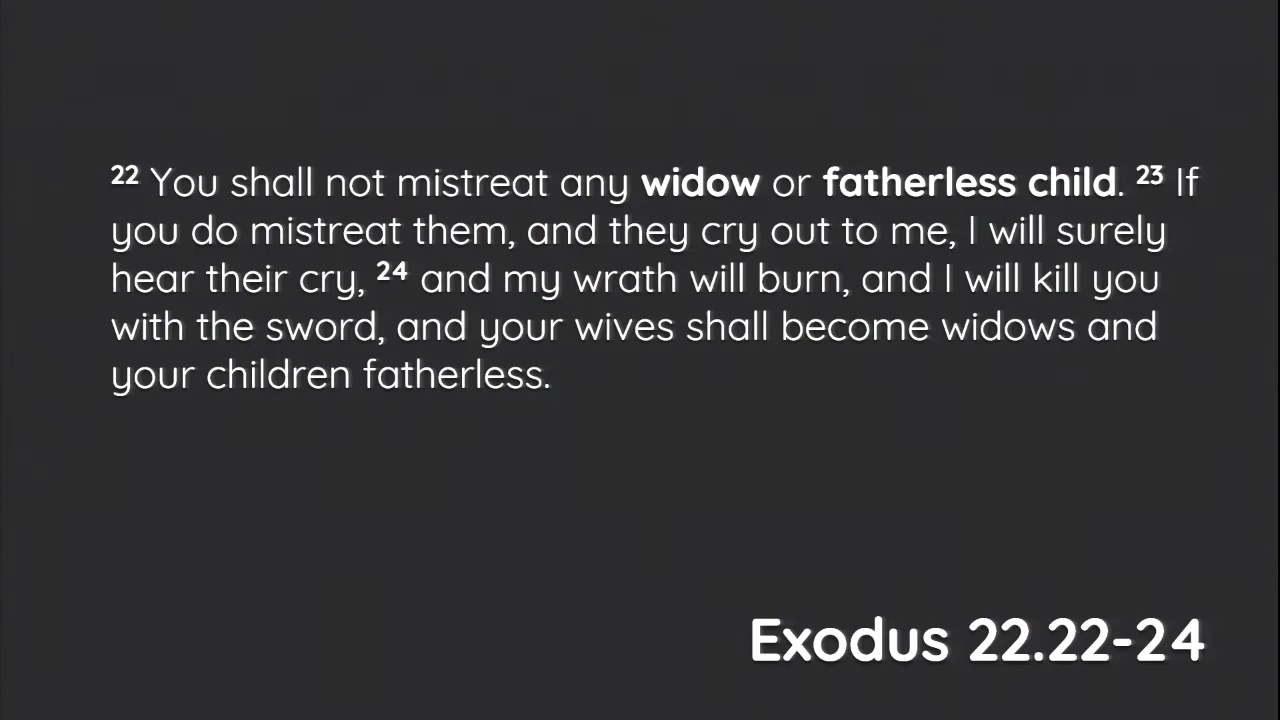 22 You shall not mistreat any widow or fatherless child. 23 If
you do mistreat them, and they cry out to me, I will surely
hear their cry, 24 and my wrath will burn, and I will kill you
with the sword, and your wives shall become widows and
your children fatherless.
Exodus 22.22-24